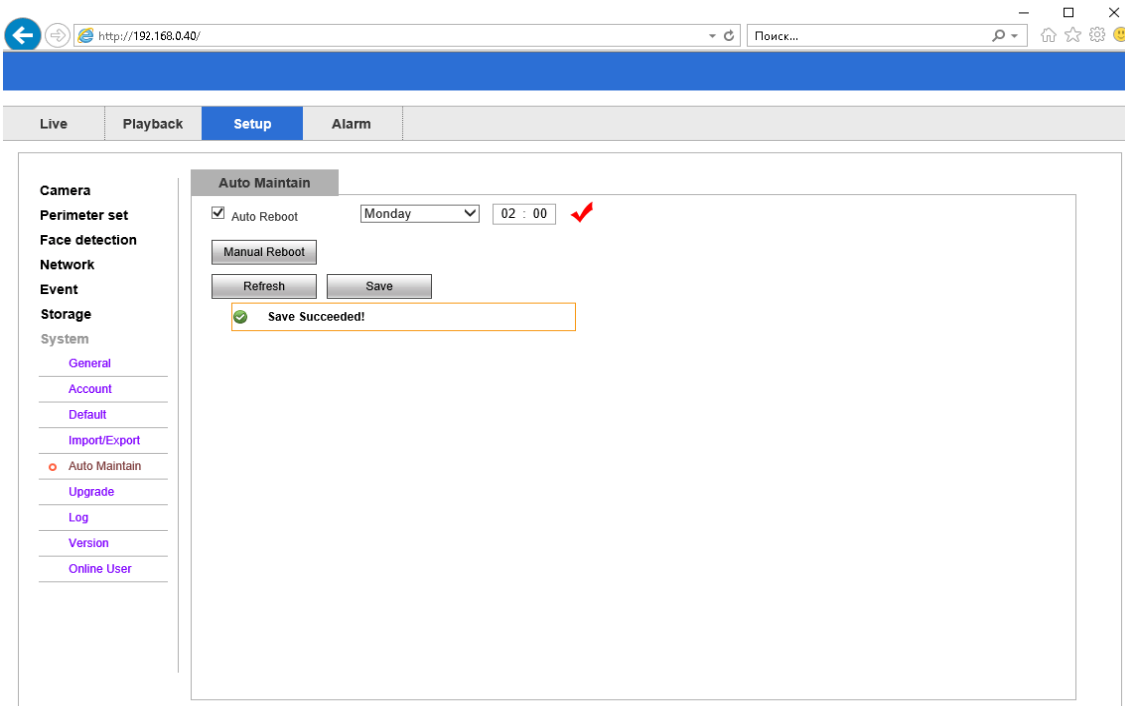 http://192.168.0.40/
Поиск...
Live Playback Setup Alarm
Auto Maintain
Camera
Perimeter set
Face detection
Network
Event
Storage
System
General
Account
Default
Import/Export
Auto Maintain
Upgrade
Log
Version
Online User
Auto Reboot Monday 02 : 00
Manual Reboot
Refresh Save
Save Succeeded!